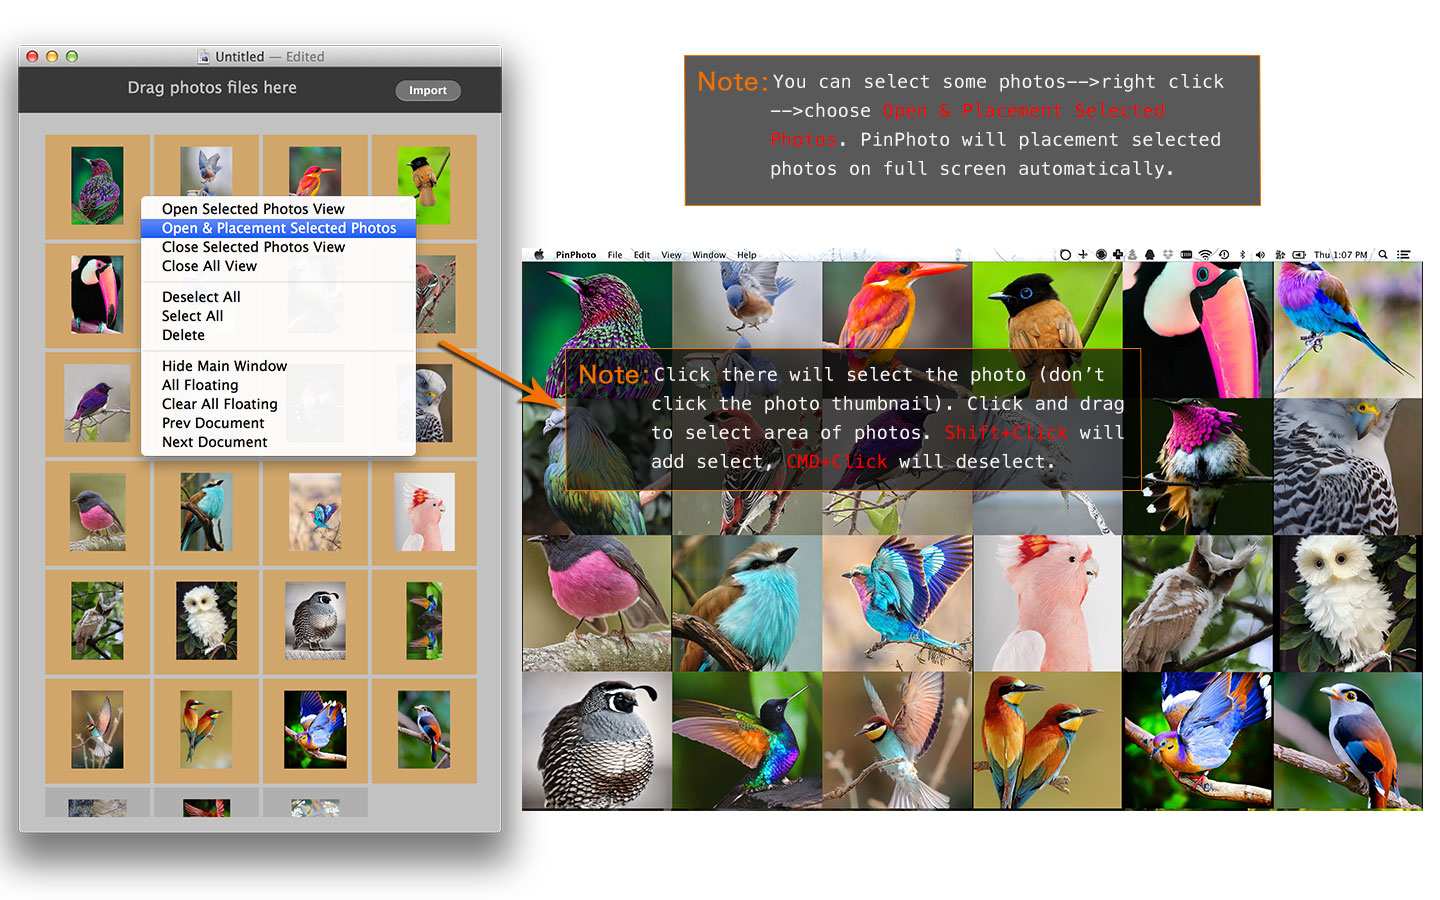 Untitled — Edited
Drag photos files here
Import
Open Selected Photos View
Open & Placement Selected Photos
Close Selected Photos View
Close All View
Deselect All
Select All
Delete
Hide Main Window
All Floating
Clear All Floating
Prev Document
Next Document
Note: You can select some photos-->right click
-->choose Open & Placement Selected
Photos. PinPhoto will placement selected
photos on full screen automatically.
PinPhoto File Edit View Window Help
Thu 1:07 PM
Note: Click there will select the photo (don’t
click the photo thumbnail). Click and drag
to select area of photos. Shift+Click will
add select, CMD+Click will deselect.